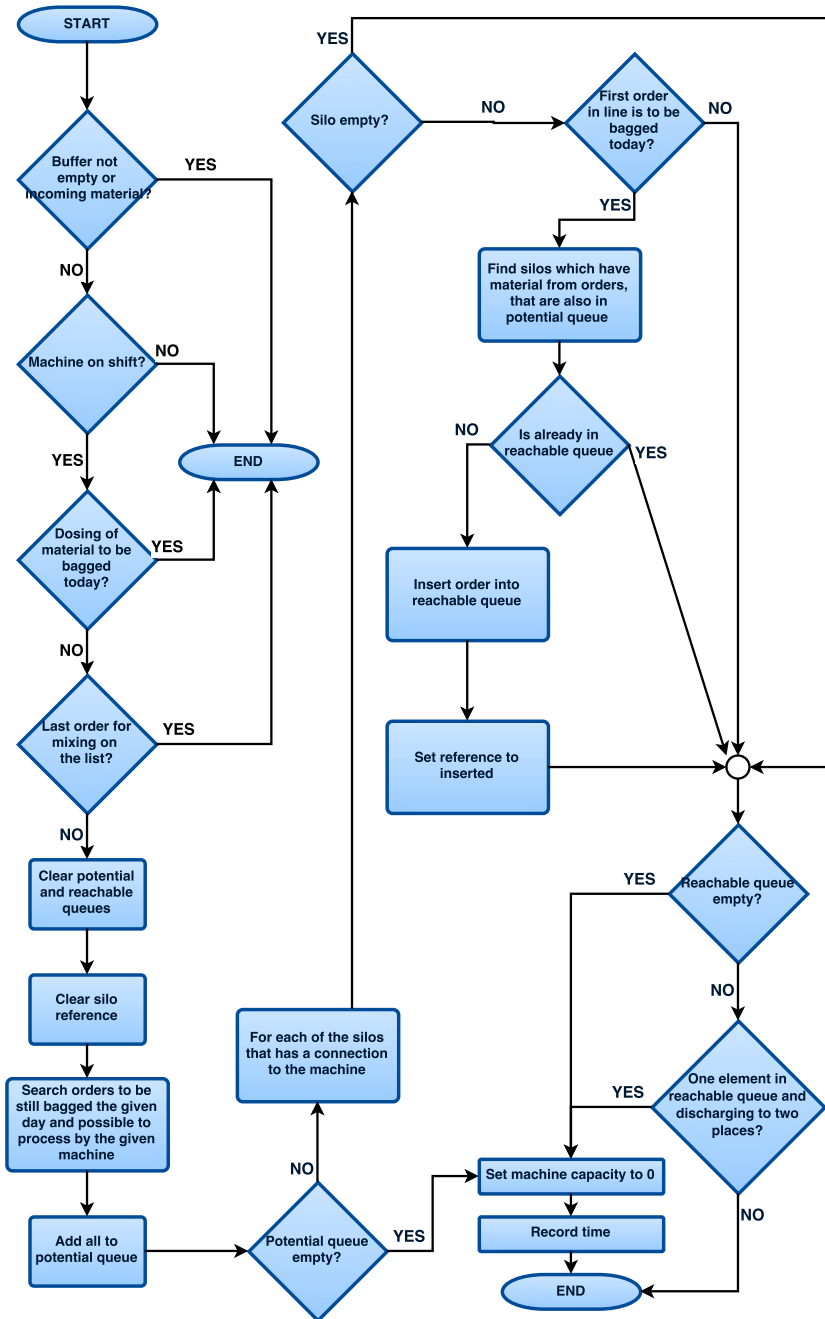 START
Buffer not
empty or
incoming material?
YES
NO
Machine on shift?
NO
YES
END
Dosing of
material to be
bagged
today?
YES
NO
Last order for
mixing on
the list?
YES
NO
Clear potential
and reachable
queues
Clear silo
reference
Search orders to be
still bagged the given
day and possible to
process by the given
machine
Add all to
potential queue
Potential queue
empty?
NO
YES
For each of the silos
that has a connection
to the machine
Silo empty?
YES
NO
First order
in line is to be
bagged
today?
NO
YES
Find silos which have
material from orders,
that are also in
potential queue
Is already in
reachable queue
NO
YES
Insert order into
reachable queue
Set reference to
inserted
Reachable queue
empty?
YES
NO
One element in
reachable queue and
discharging to two
places?
YES
NO
Set machine capacity to 0
Record time
END